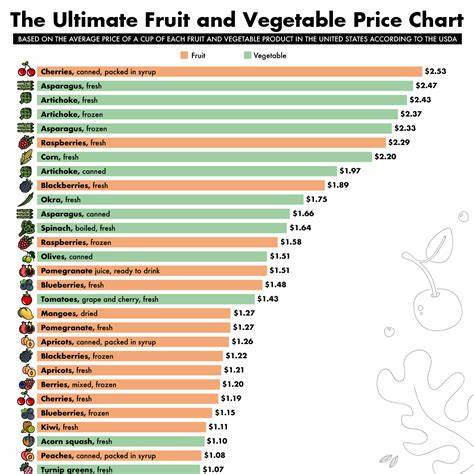 The Ultimate Fruit and Vegetable Price Chart
BASED ON THE AVERAGE PRICE OF A CUP OF EACH FRUIT AND VEGETABLE PRODUCT IN THE UNITED STATES ACCORDING TO THE USDA
Fruit Vegetable
Cherries, canned, packed in syrup $2.53
Asparagus, fresh $2.47
Artichoke, fresh $2.43
Artichoke, frozen $2.37
Asparagus, frozen $2.33
Raspberries, fresh $2.29
Corn, fresh $2.20
Artichoke, canned $1.97
Blackberries, fresh $1.89
Okra, fresh $1.75
Asparagus, canned $1.66
Spinach, boiled, fresh $1.64
Raspberries, frozen $1.58
Olives, canned $1.51
Pomegranate juice, ready to drink $1.51
Blueberries, fresh $1.48
Tomatoes, grape and cherry, fresh $1.43
Mangoes, dried $1.27
Pomegranate, fresh $1.27
Apricots, canned, packed in syrup $1.26
Blackberries, frozen $1.22
Apricots, fresh $1.21
Berries, mixed, frozen $1.20
Cherries, fresh $1.19
Blueberries, frozen $1.15
Kiwi, fresh $1.11
Acorn squash, fresh $1.10
Peaches, canned, packed in syrup $1.08
Turnip greens, fresh $1.07